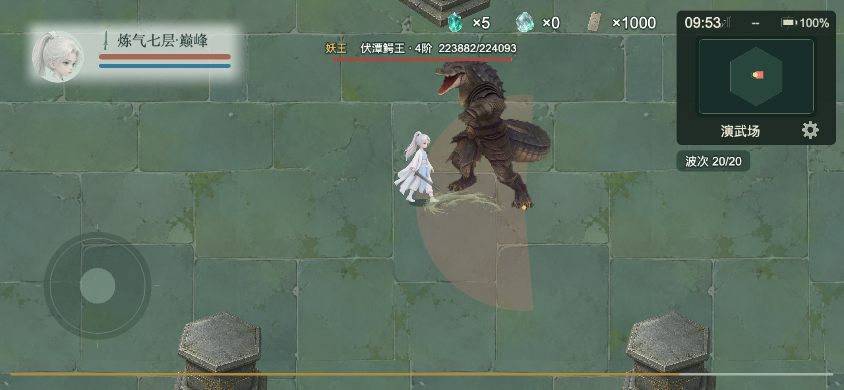 炼气七层·巅峰
×5
×0
×1000
妖王 伏潭鳄王·4阶 223882/224093
09:53 -- 100%
演武场
波次 20/20